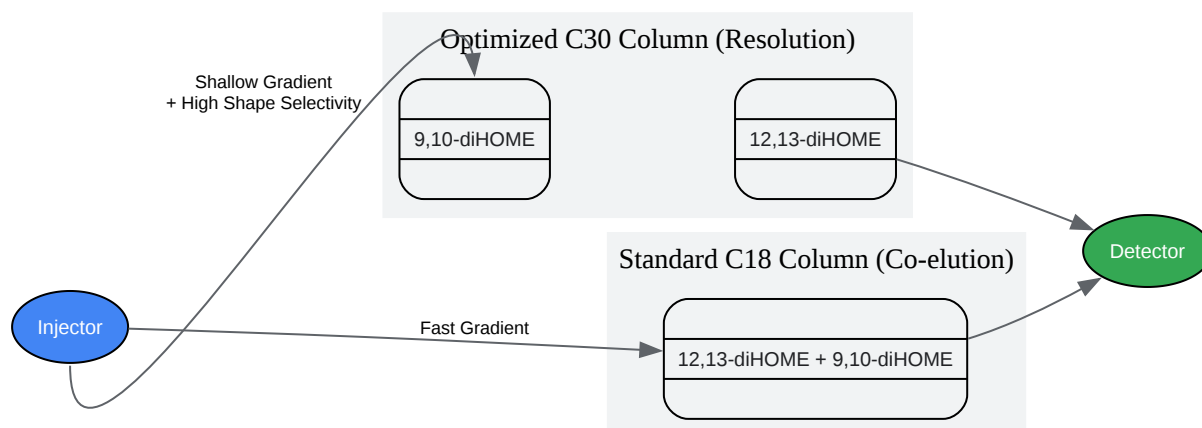 Optimized C30 Column (Resolution)
Shallow Gradient
+ High Shape Selectivity
9,10-diHOME
12,13-diHOME
Standard C18 Column (Co-elution)
Detector
Injector
Fast Gradient
12,13-diHOME + 9,10-diHOME